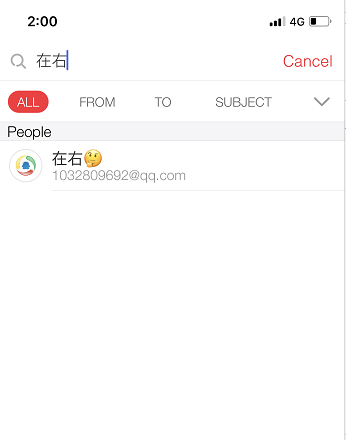 2:00 4G
在右 Cancel
ALL FROM TO SUBJECT
People
在右🤔
1032809692@qq.com